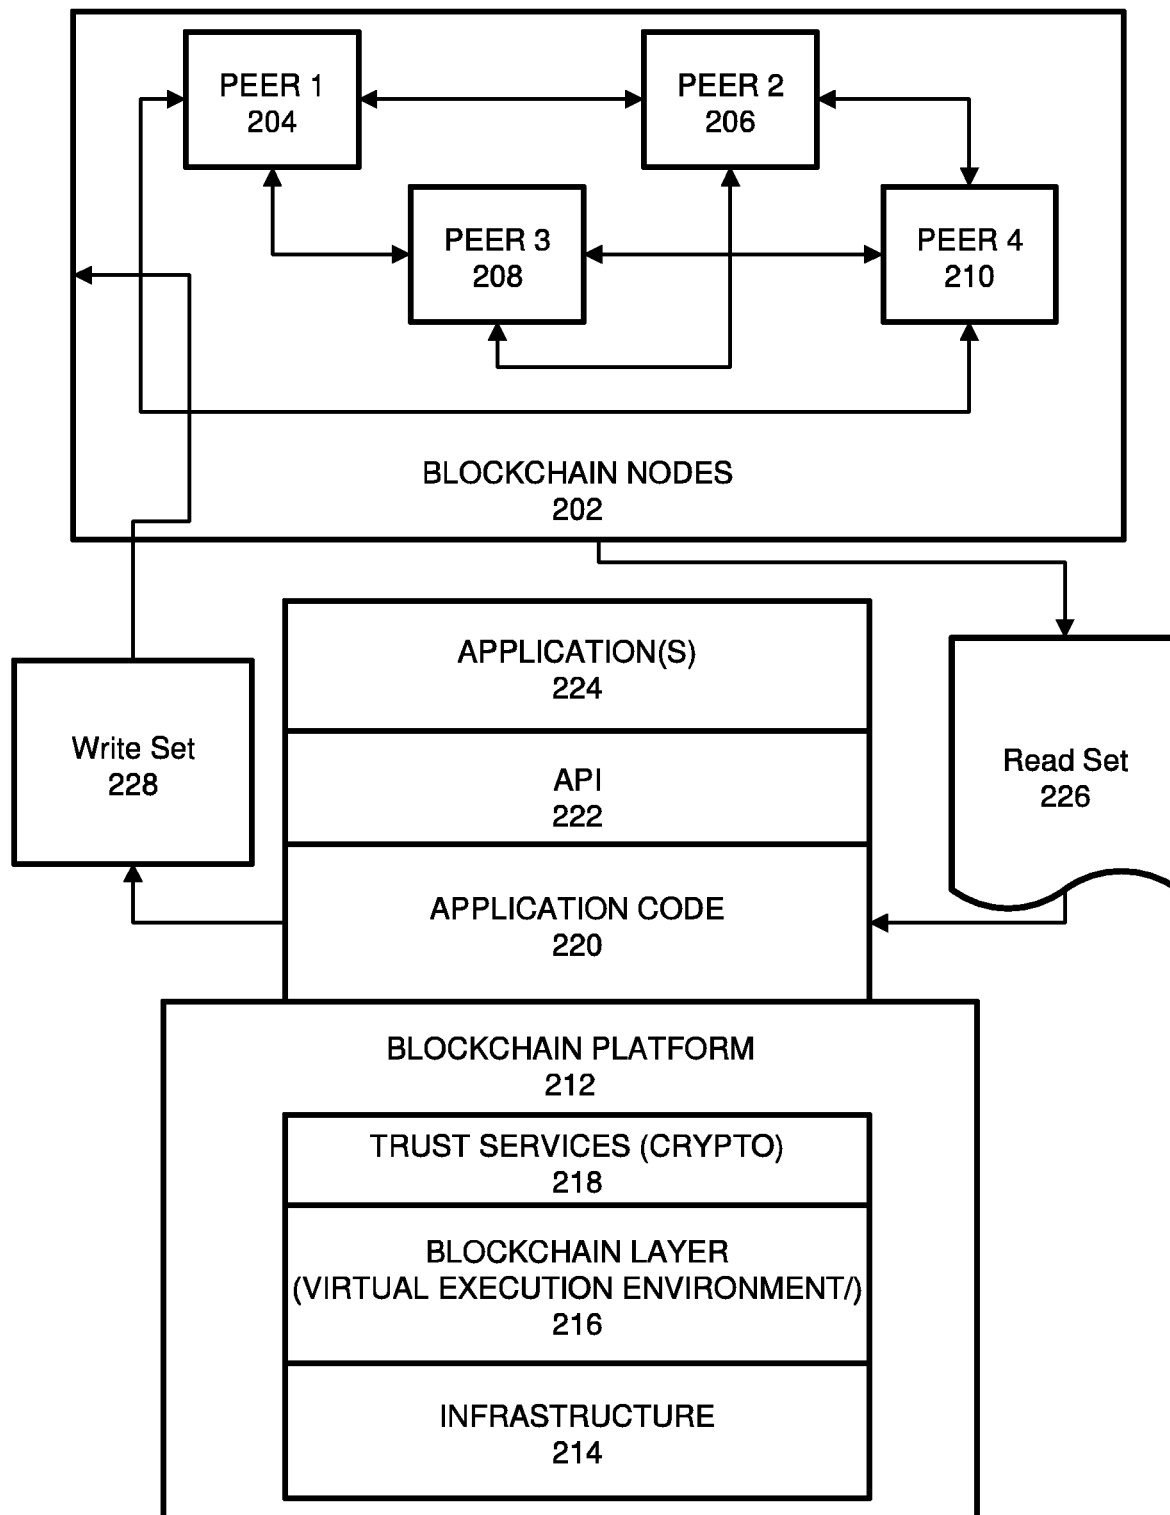 PEER 1
204
PEER 2
206
PEER 3
208
PEER 4
210
BLOCKCHAIN NODES
202
APPLICATION(S)
224
Write Set
228
API
222
Read Set
226
APPLICATION CODE
220
BLOCKCHAIN PLATFORM
212
TRUST SERVICES (CRYPTO)
218
BLOCKCHAIN LAYER
(VIRTUAL EXECUTION ENVIRONMENT/)
216
INFRASTRUCTURE
214